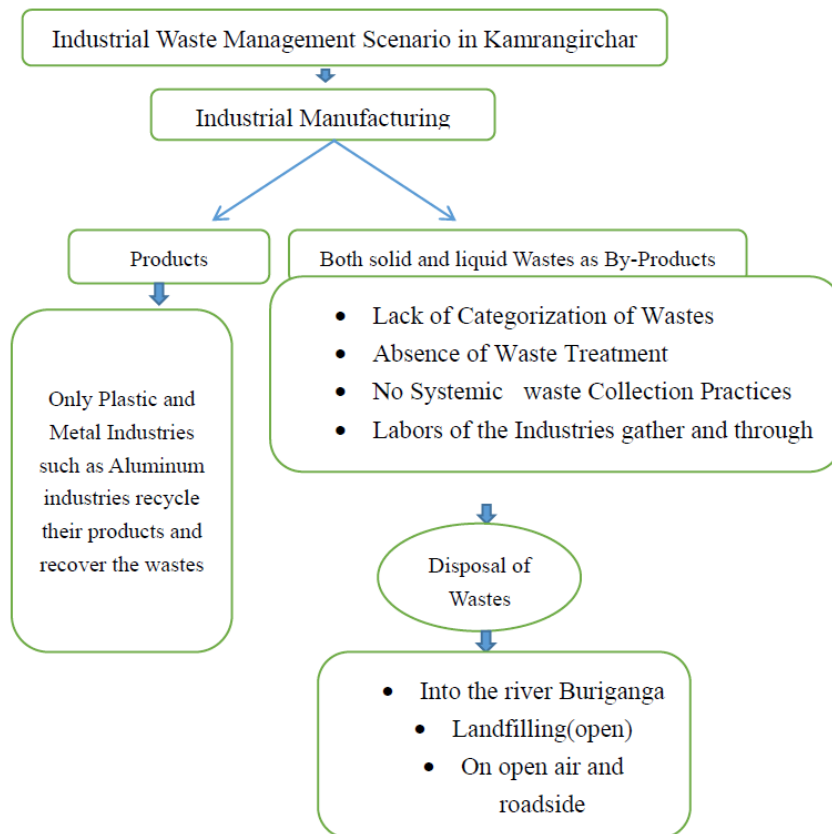 Industrial Waste Management Scenario in Kamrangirchar
Industrial Manufacturing
Products
Both solid and liquid Wastes as By-Products
Only Plastic and
Metal Industries
such as Aluminum
industries recycle
their products and
recover the wastes
• Lack of Categorization of Wastes
• Absence of Waste Treatment
• No Systemic waste Collection Practices
• Labors of the Industries gather and through
Disposal of
Wastes
• Into the river Buriganga
• Landfilling(open)
• On open air and
roadside